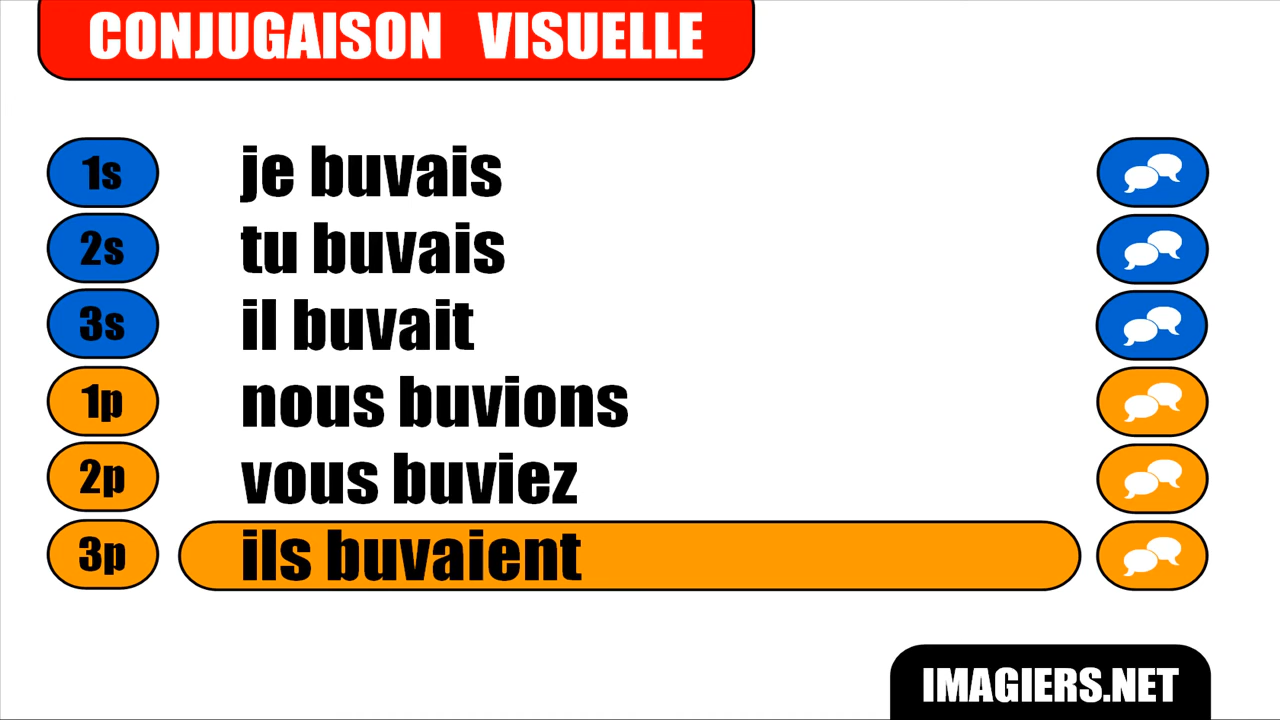 CONJUGAISON VISUELLE
1s je buvais
2s tu buvais
3s il buvait
1p nous buvions
2p vous buviez
3p ils buvaient
IMAGIERS.NET